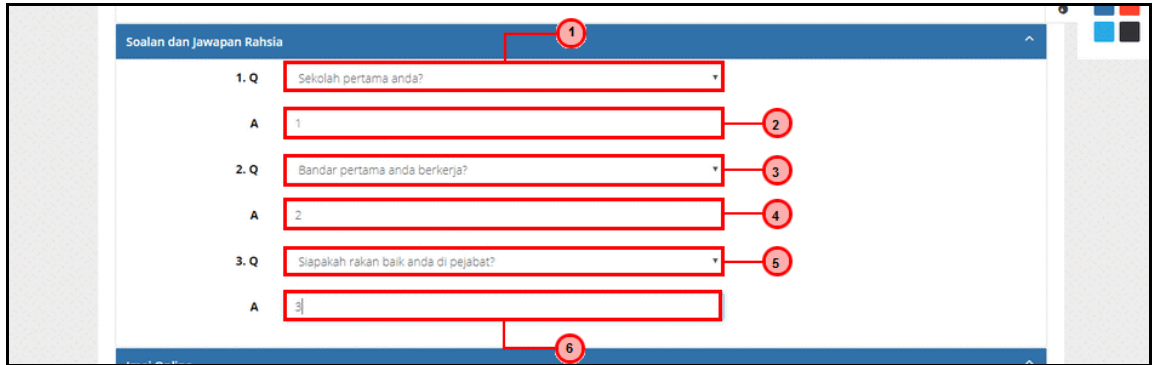 Soalan dan Jawapan Rahsia
1
1. Q Sekolah pertama anda?
A 1 2
2. Q Bandar pertama anda berkerja? 3
A 2 4
3. Q Siapakah rakan baik anda di pejabat? 5
A 3
6